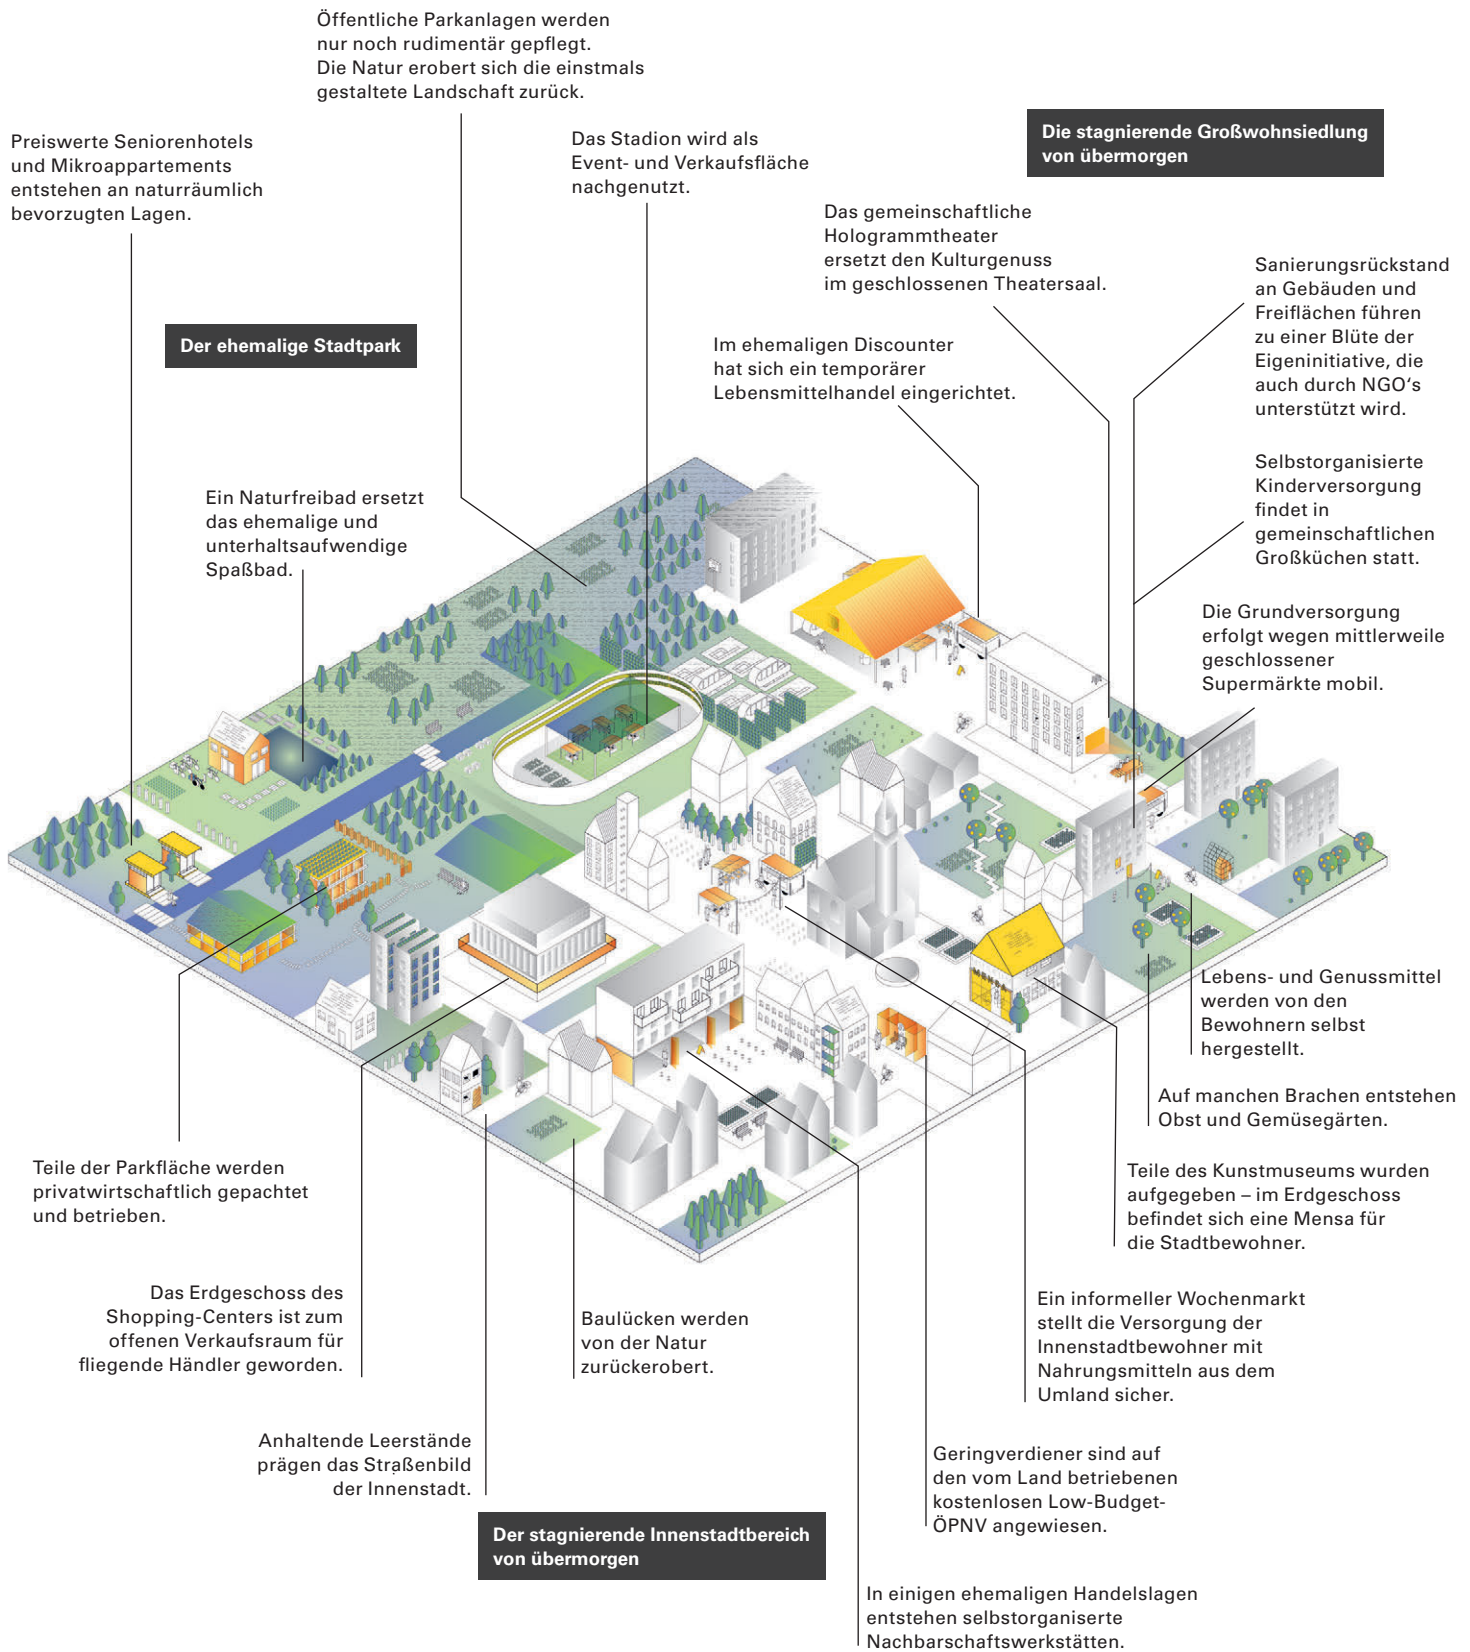 Öffentliche Parkanlagen werden
nur noch rudimentär gepflegt.
Die Natur erobert sich die einstmals
gestaltete Landschaft zurück.
Preiswerte Seniorenhotels
und Mikroappartements
entstehen an naturräumlich
bevorzugten Lagen.
Das Stadion wird als
Event- und Verkaufsfläche
nachgenutzt.
Die stagnierende Großwohnsiedlung
von übermorgen
Das gemeinschaftliche
Hologrammtheater
ersetzt den Kulturgenuss
im geschlossenen Theatersaal.
Sanierungsrückstand
an Gebäuden und
Freiflächen führen
zu einer Blüte der
Eigeninitiative, die
auch durch NGO‘s
unterstützt wird.
Der ehemalige Stadtpark
Im ehemaligen Discounter
hat sich ein temporärer
Lebensmittelhandel eingerichtet.
Selbstorganisierte
Kinderversorgung
findet in
gemeinschaftlichen
Großküchen statt.
Ein Naturfreibad ersetzt
das ehemalige und
unterhaltsaufwendige
Spaßbad.
Die Grundversorgung
erfolgt wegen mittlerweile
geschlossener
Supermärkte mobil.
MENSA
Lebens- und Genussmittel
werden von den
Bewohnern selbst
hergestellt.
Auf manchen Brachen entstehen
Obst und Gemüsegärten.
Teile der Parkfläche werden
privatwirtschaftlich gepachtet
und betrieben.
Teile des Kunstmuseums wurden
aufgegeben – im Erdgeschoss
befindet sich eine Mensa für
die Stadtbewohner.
Das Erdgeschoss des
Shopping-Centers ist zum
offenen Verkaufsraum für
fliegende Händler geworden.
Baulücken werden
von der Natur
zurückerobert.
Ein informeller Wochenmarkt
stellt die Versorgung der
Innenstadtbewohner mit
Nahrungsmitteln aus dem
Umland sicher.
Anhaltende Leerstände
prägen das Straßenbild
der Innenstadt.
Geringverdiener sind auf
den vom Land betriebenen
kostenlosen Low-Budget-
ÖPNV angewiesen.
Der stagnierende Innenstadtbereich
von übermorgen
In einigen ehemaligen Handelslagen
entstehen selbstorganiserte
Nachbarschaftswerkstätten.